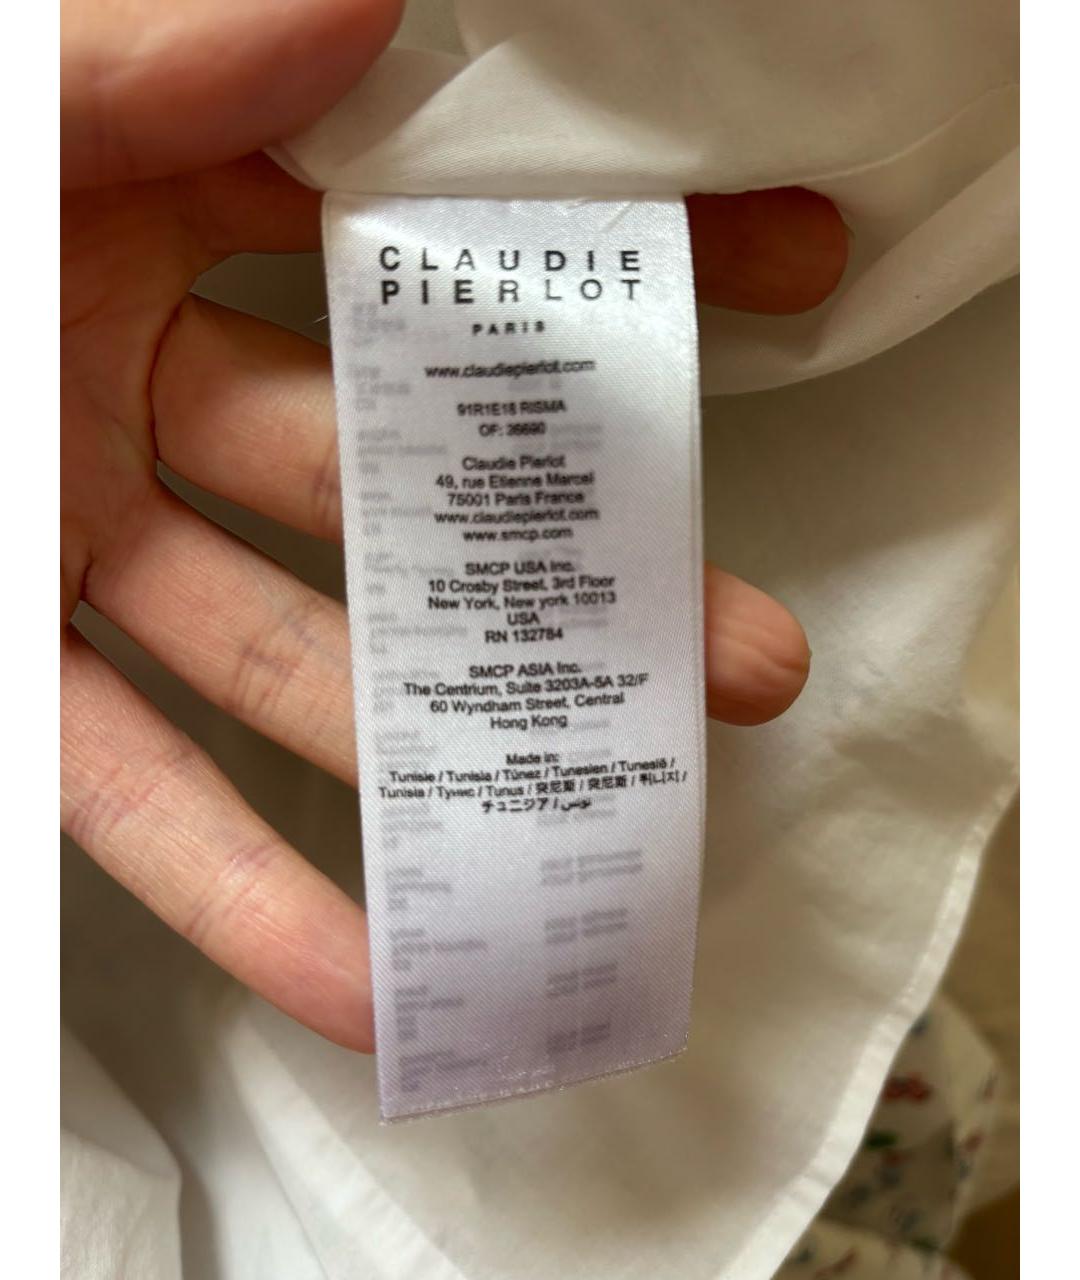 CLAUDIE
PIERLOT
PARIS
www.claudiepierlot.com
91R1E18 RISMA
OF: 36690
Claudie Pierlot
49, rue Etienne Marcel
75001 Paris France
www.claudiepierlot.com
www.smcp.com
SMCP USA Inc.
10 Crosby Street, 3rd Floor
New York, New york 10013
USA
RN 132784
SMCP ASIA Inc.
The Centrium, Suite 3203A-5A 32/F
60 Wyndham Street, Central
Hong Kong
Made in:
Tunisie / Tunisia / Túnez / Tunesien / Tunesië /
Tunísia / Тунис / Tunus / 突尼斯 / 突尼斯 / 튀니지 /
チュニジア / تونس